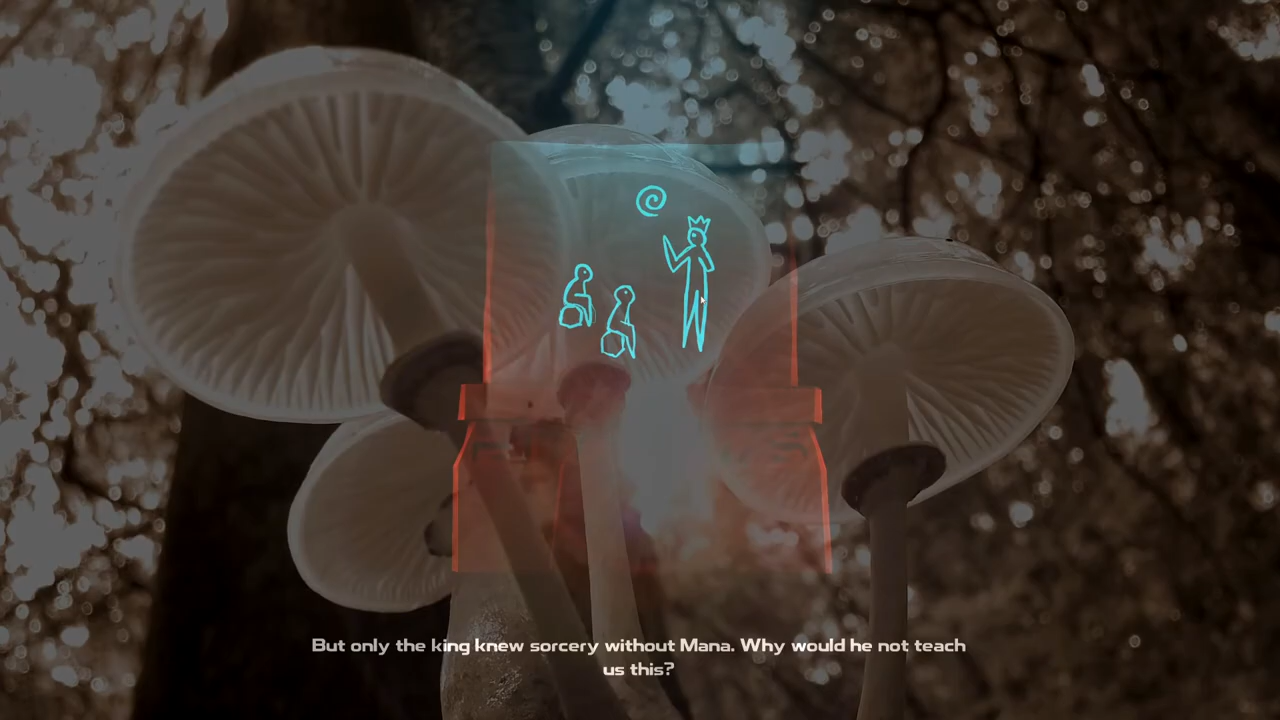 But only the king knew sorcery without Mana. Why would he not teach
us this?